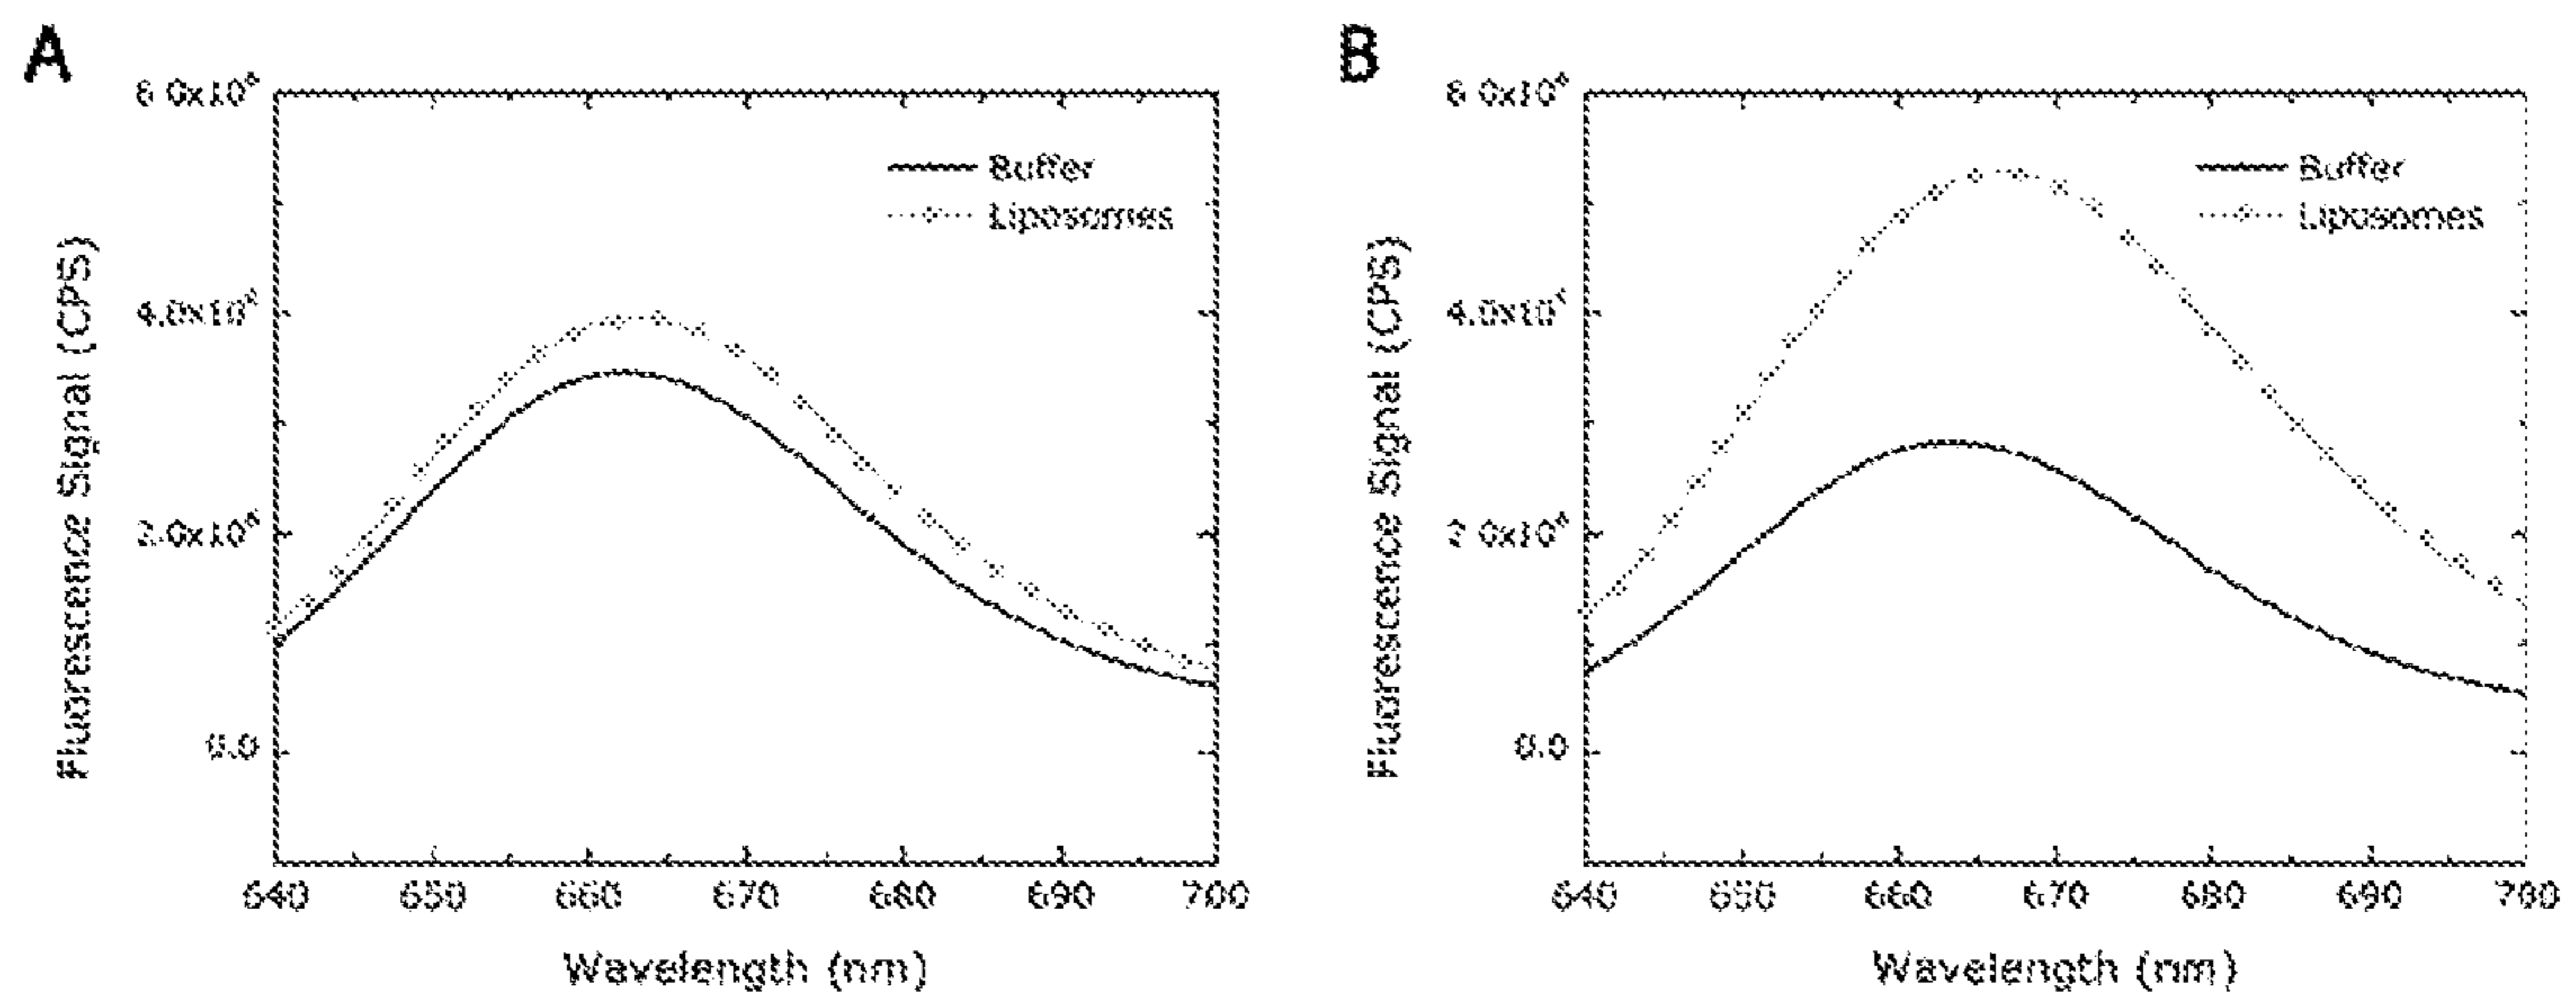 A
6.0x10⁶
4.0x10⁶
2.0x10⁶
0.0
Fluorescence Signal (CPS)
Buffer
Liposomes
640 650 660 670 680 690 700
Wavelength (nm)
B
6.0x10⁶
4.0x10⁶
2.0x10⁶
0.0
Fluorescence Signal (CPS)
Buffer
Liposomes
640 650 660 670 680 690 700
Wavelength (nm)